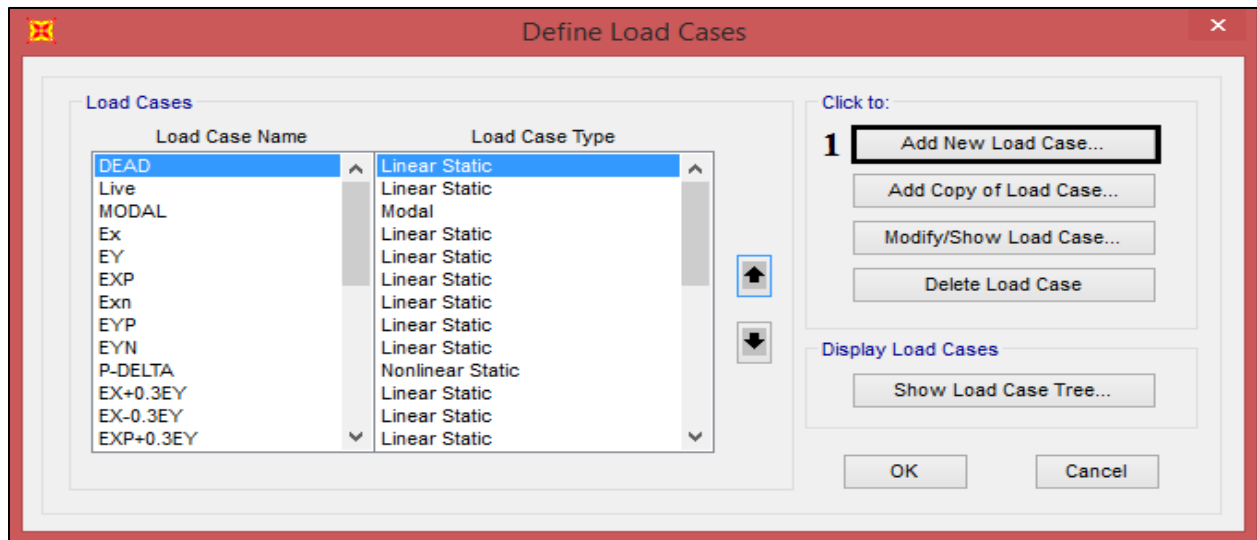 Define Load Cases
Load Cases
Click to:
Load Case Name Load Case Type
1 Add New Load Case...
DEAD Linear Static
Live Linear Static
Add Copy of Load Case...
MODAL Modal
Ex Linear Static
Modify/Show Load Case...
EY Linear Static
EXP Linear Static
Delete Load Case
Exn Linear Static
EYP Linear Static
EYN Linear Static
Display Load Cases
P-DELTA Nonlinear Static
EX+0.3EY Linear Static
Show Load Case Tree...
EX-0.3EY Linear Static
EXP+0.3EY Linear Static
OK Cancel